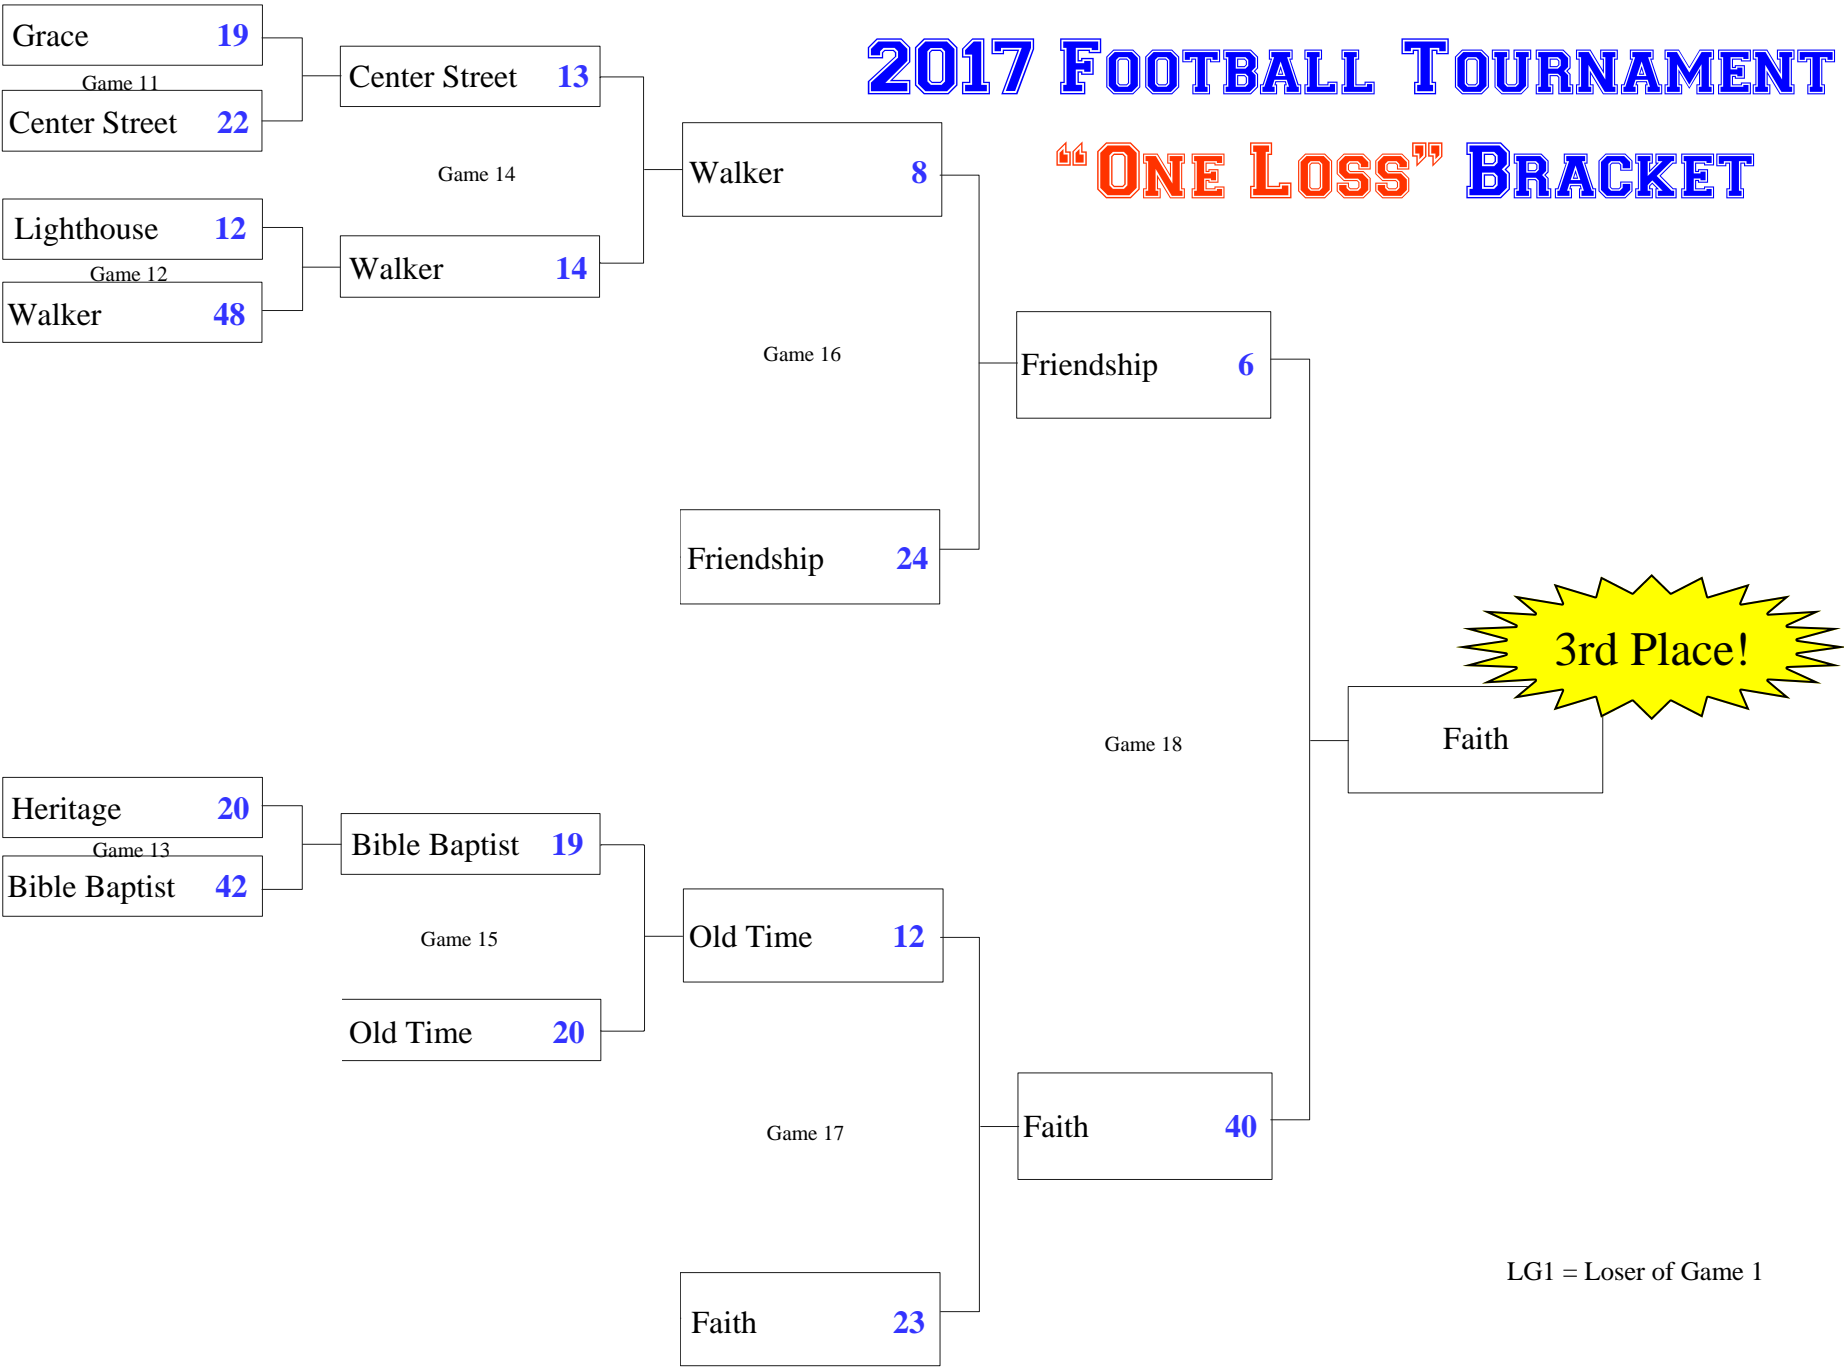 2017 FOOTBALL TOURNAMENT
“ONE LOSS” BRACKET
Grace 19
Game 11
Center Street 22
Center Street 13
Game 14
Lighthouse 12
Game 12
Walker 48
Walker 14
Walker 8
Game 16
Friendship 24
Friendship 6
3rd Place!
Game 18
Faith
Heritage 20
Game 13
Bible Baptist 42
Bible Baptist 19
Game 15
Old Time 20
Old Time 12
Game 17
Faith 23
Faith 40
LG1 = Loser of Game 1